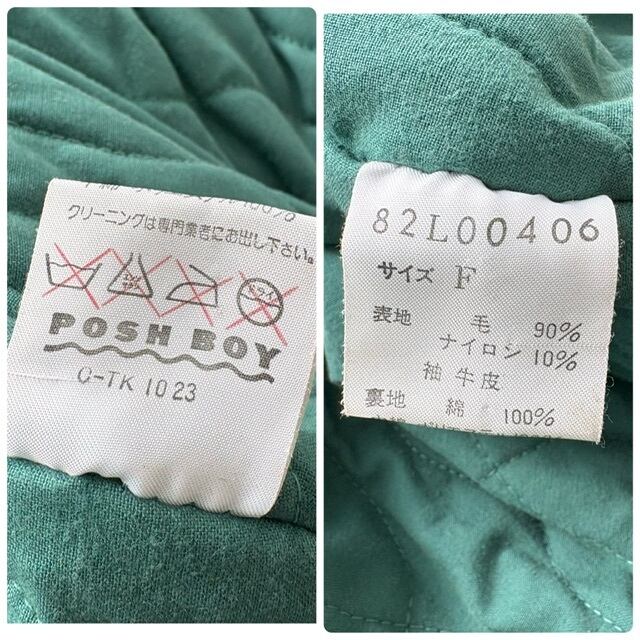 クリーニングは専門業者にお出し下さい。
POSH BOY
C-TK 10 23
82L00406
サイズ F
表地 毛 90%
ナイロン 10%
袖 牛皮
裏地 綿 100%